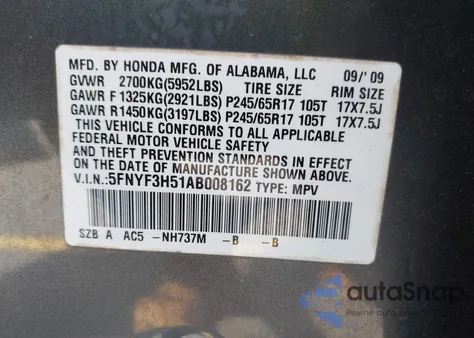 MFD. BY HONDA MFG. OF ALABAMA, LLC 09/'09
GVWR 2700KG(5952LBS) TIRE SIZE RIM SIZE
GAWR F 1325KG(2921LBS) P245/65R17 105T 17X7.5J
GAWR R1450KG(3197LBS) P245/65R17 105T 17X7.5J
THIS VEHICLE CONFORMS TO ALL APPLICABLE
FEDERAL MOTOR VEHICLE SAFETY
AND THEFT PREVENTION STANDARDS IN EFFECT
ON THE DATE OF MANUFACTURE SHOWN ABOVE.
V.I.N.:5FNYF3H51AB008162 TYPE: MPV
SZB A AC5 -NH737M -B -B
autoSnap
Pewne auto z